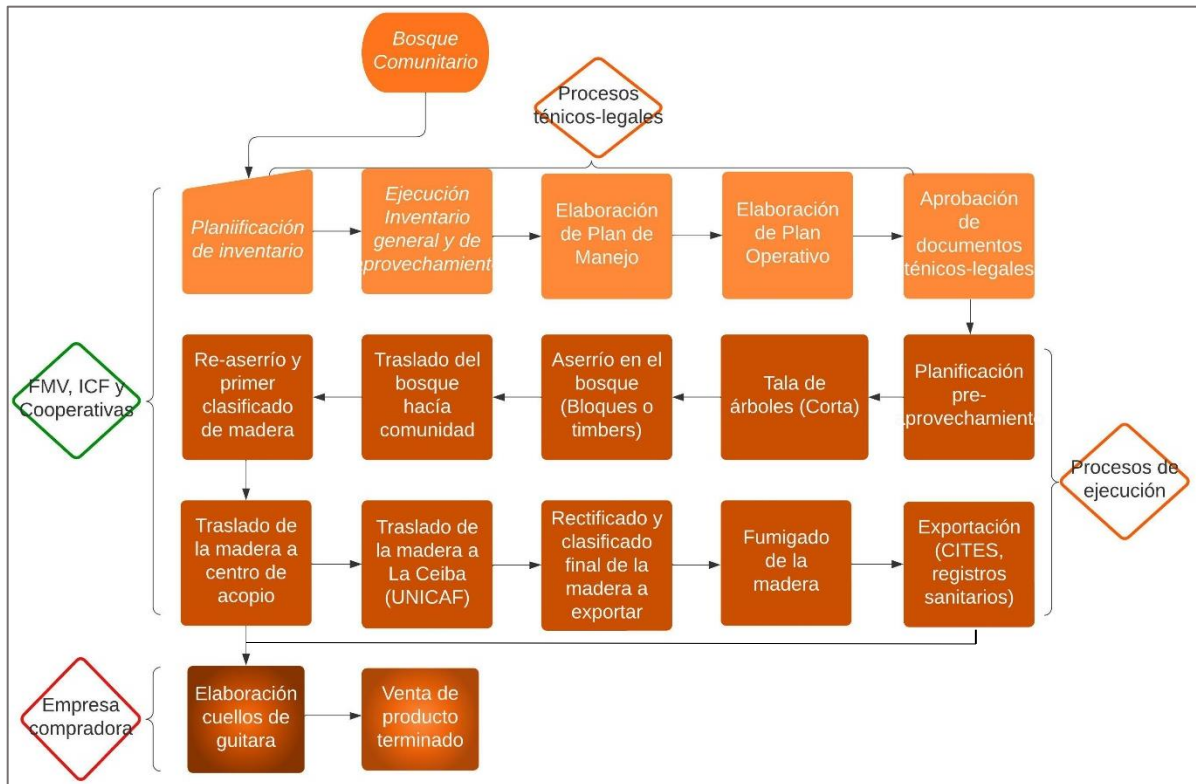 Bosque
Comunitario
Procesos
ténicos-legales
Planiificación
de inventario
Ejecución
Inventario
general y de
aprovechamiento
Elaboración
de Plan de
Manejo
Elaboración
de Plan
Operativo
Aprobación
de
documentos
ténicos-legales
FMV, ICF y
Cooperativas
Re-aserrío y
primer
clasificado
de madera
Traslado del
bosque
hacía
comunidad
Aserrío en el
bosque
(Bloques o
timbers)
Tala de
árboles (Corta)
Planificación
pre-
aprovechamiento
Procesos de
ejecución
Traslado de
la madera a
centro de
acopio
Traslado de
la madera a
La Ceiba
(UNICAF)
Rectificado y
clasificado
final de la
madera a
exportar
Fumigado
de la
madera
Exportación
(CITES,
registros
sanitarios)
Empresa
compradora
Elaboración
cuellos de
guitara
Venta de
producto
terminado